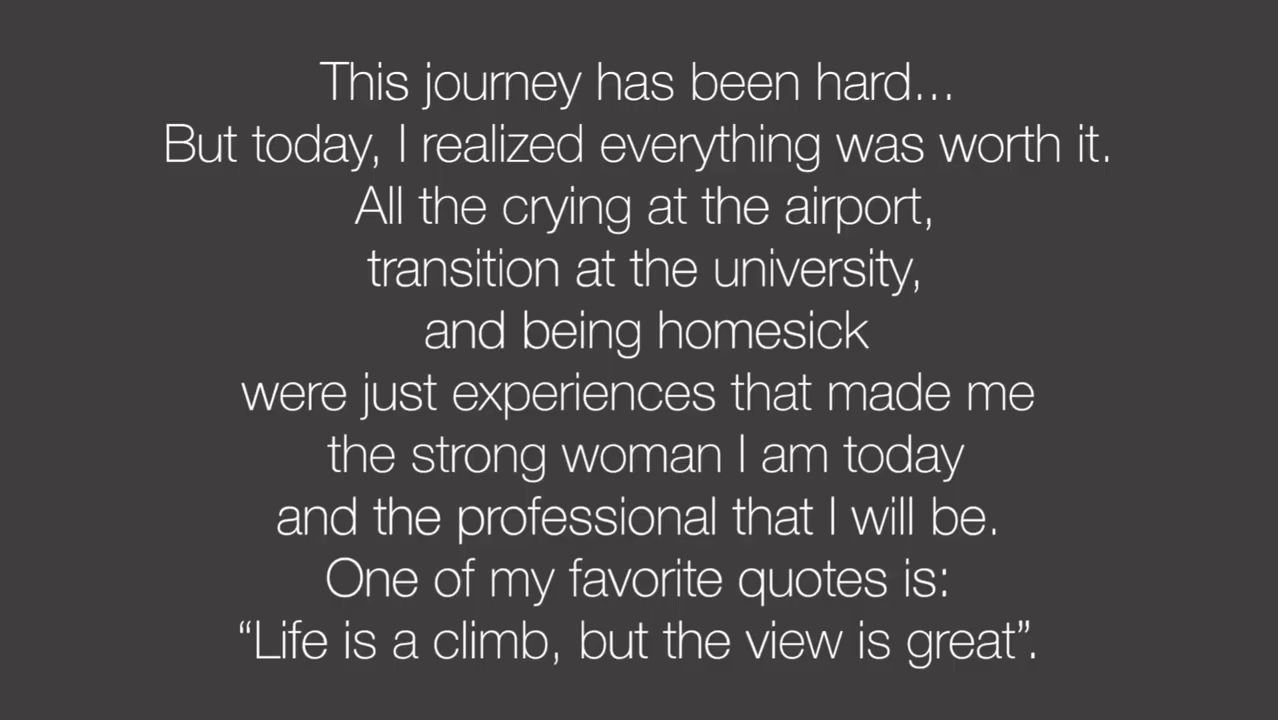 This journey has been hard...
But today, I realized everything was worth it.
All the crying at the airport,
transition at the university,
and being homesick
were just experiences that made me
the strong woman I am today
and the professional that I will be.
One of my favorite quotes is:
“Life is a climb, but the view is great”.